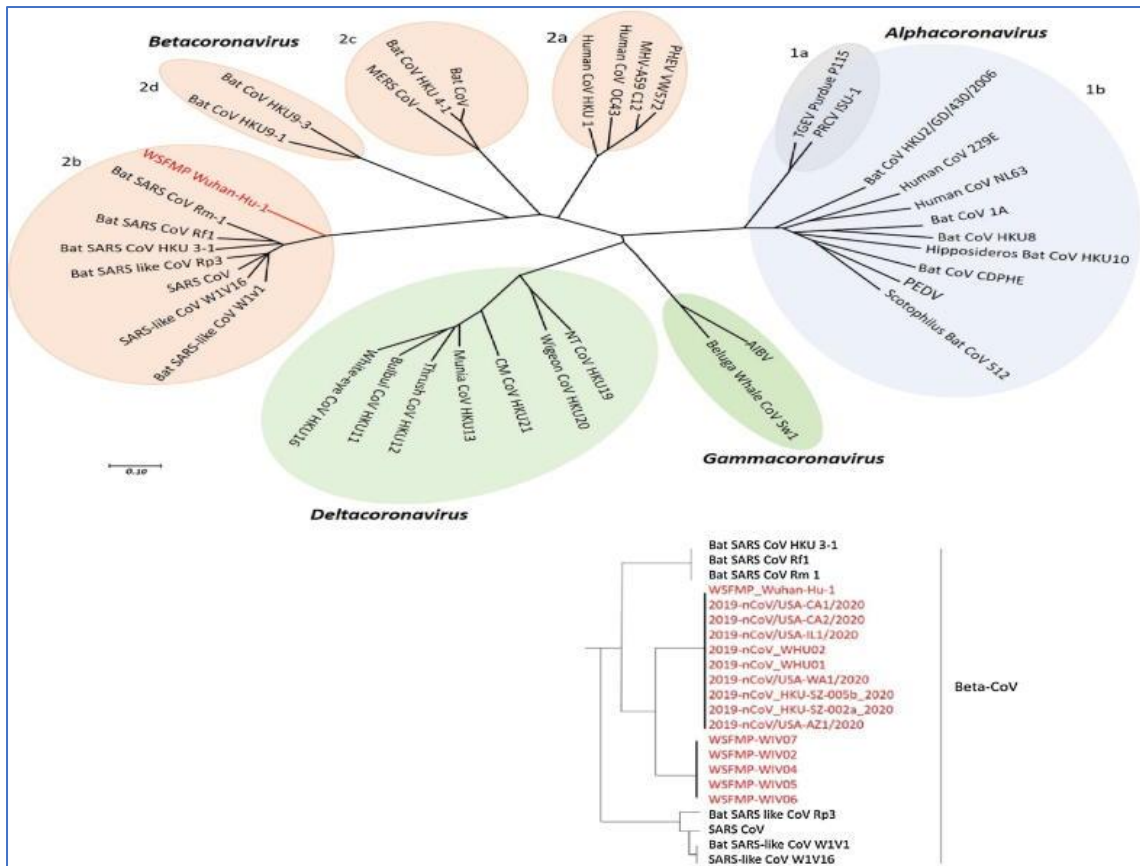 Betacoronavirus
2d
Bat CoV HKU9-3
Bat CoV HKU9-1
2c
Bat CoV
Bat CoV HKU 4-1
MERS CoV
2a
Human CoV HKU 1
Human CoV OC43
MHV-A59 C12
PHEV VW572
Alphacoronavirus
1a
TGEV Purdue P115
PRCV ISU-1
1b
Bat CoV HKU2/GD/430/2006
Human CoV 229E
Human CoV NL63
Bat CoV 1A
Bat CoV HKU8
Hipposideros Bat CoV HKU10
Bat CoV CDPHE
PEDV
Scotophilus Bat CoV 512
2b
WSFMP Wuhan-Hu-1
Bat SARS CoV Rm-1
Bat SARS CoV Rf1
Bat SARS CoV HKU 3-1
Bat SARS like CoV Rp3
SARS CoV
SARS-like CoV W1V16
Bat SARS-like CoV W1v1
White-eye CoV HKU16
Bulbul CoV HKU11
Thrush CoV HKU12
Munia CoV HKU13
CM CoV HKU21
Wigeon CoV HKU20
NT CoV HKU19
Deltacoronavirus
AIBV
Beluga Whale CoV Sw1
Gammacoronavirus
0.10
Bat SARS CoV HKU 3-1
Bat SARS CoV Rf1
Bat SARS CoV Rm 1
WSFMP_Wuhan-Hu-1
2019-nCoV/USA-CA1/2020
2019-nCoV/USA-CA2/2020
2019-nCoV/USA-IL1/2020
2019-nCoV_WHU02
2019-nCoV_WHU01
2019-nCoV/USA-WA1/2020
2019-nCoV_HKU-SZ-005b_2020
2019-nCoV_HKU-SZ-002a_2020
2019-nCoV/USA-AZ1/2020
WSFMP-WIV07
WSFMP-WIV02
WSFMP-WIV04
WSFMP-WIV05
WSFMP-WIV06
Bat SARS like CoV Rp3
SARS CoV
Bat SARS-like CoV W1V1
SARS-like CoV W1V16
Beta-CoV